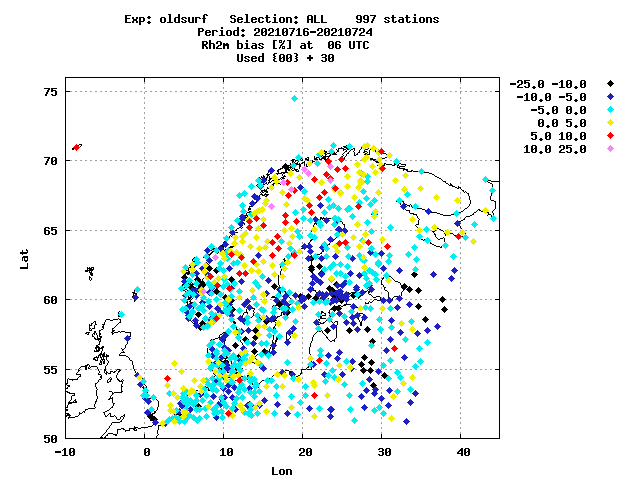 Exp: oldsurf   Selection: ALL    997 stations
Period: 20210716-20210724
Rh2m bias [%] at  06 UTC
Used {00} + 30
-25.0 -10.0
-10.0 -5.0
-5.0 0.0
0.0 5.0
5.0 10.0
10.0 25.0
75
70
65
60
55
50
Lat
-10 0 10 20 30 40
Lon